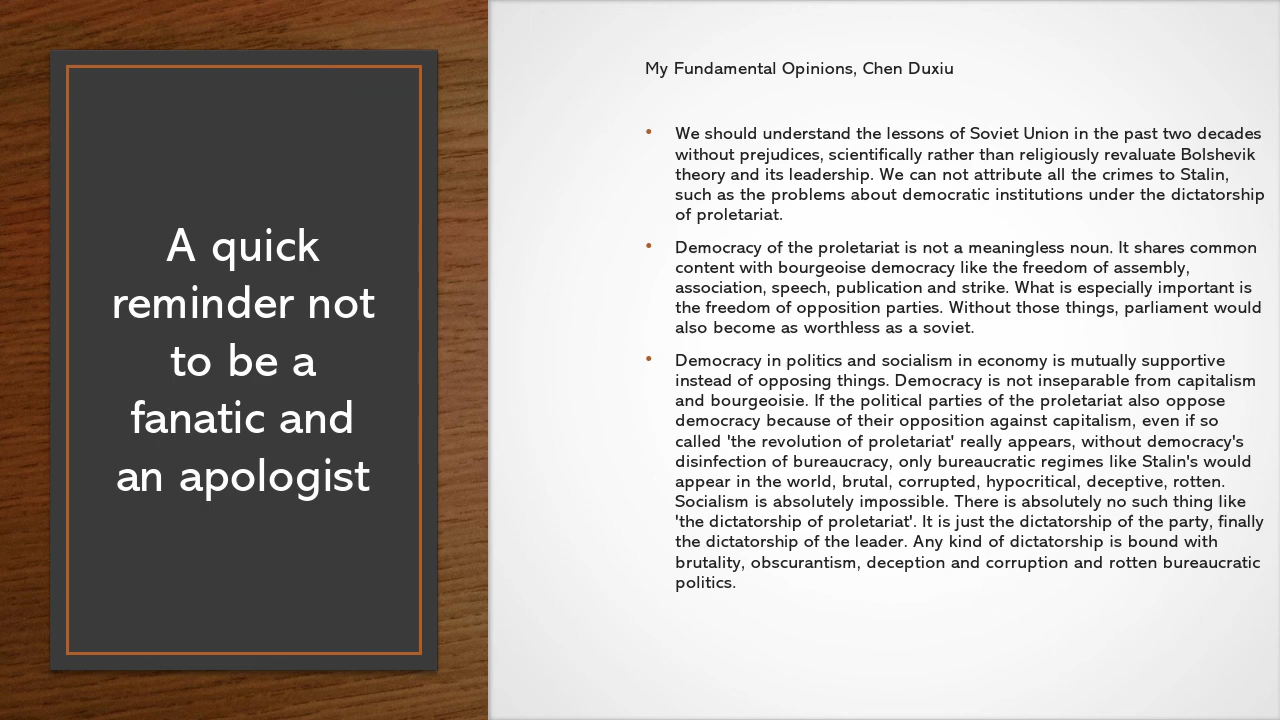 A quick
reminder not
to be a
fanatic and
an apologist
My Fundamental Opinions, Chen Duxiu
• We should understand the lessons of Soviet Union in the past two decades
without prejudices, scientifically rather than religiously revaluate Bolshevik
theory and its leadership. We can not attribute all the crimes to Stalin,
such as the problems about democratic institutions under the dictatorship
of proletariat.
• Democracy of the proletariat is not a meaningless noun. It shares common
content with bourgeoise democracy like the freedom of assembly,
association, speech, publication and strike. What is especially important is
the freedom of opposition parties. Without those things, parliament would
also become as worthless as a soviet.
• Democracy in politics and socialism in economy is mutually supportive
instead of opposing things. Democracy is not inseparable from capitalism
and bourgeoisie. If the political parties of the proletariat also oppose
democracy because of their opposition against capitalism, even if so
called 'the revolution of proletariat' really appears, without democracy's
disinfection of bureaucracy, only bureaucratic regimes like Stalin's would
appear in the world, brutal, corrupted, hypocritical, deceptive, rotten.
Socialism is absolutely impossible. There is absolutely no such thing like
'the dictatorship of proletariat'. It is just the dictatorship of the party, finally
the dictatorship of the leader. Any kind of dictatorship is bound with
brutality, obscurantism, deception and corruption and rotten bureaucratic
politics.